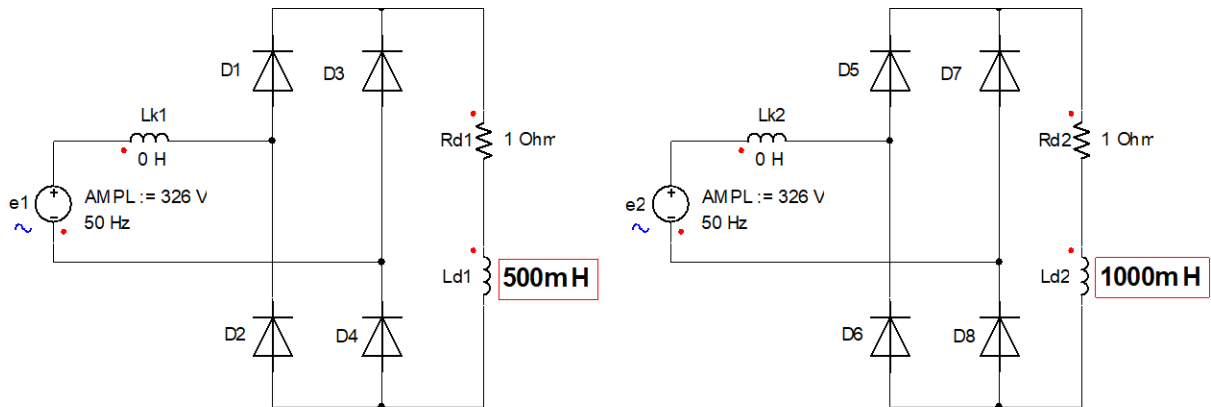 D1
D3
Lk1
0 H
Rd1
1 Ohm
e1
AMPL := 326 V
50 Hz
Ld1
500mH
D2
D4
D5
D7
Lk2
0 H
Rd2
1 Ohm
e2
AMPL := 326 V
50 Hz
Ld2
1000mH
D6
D8